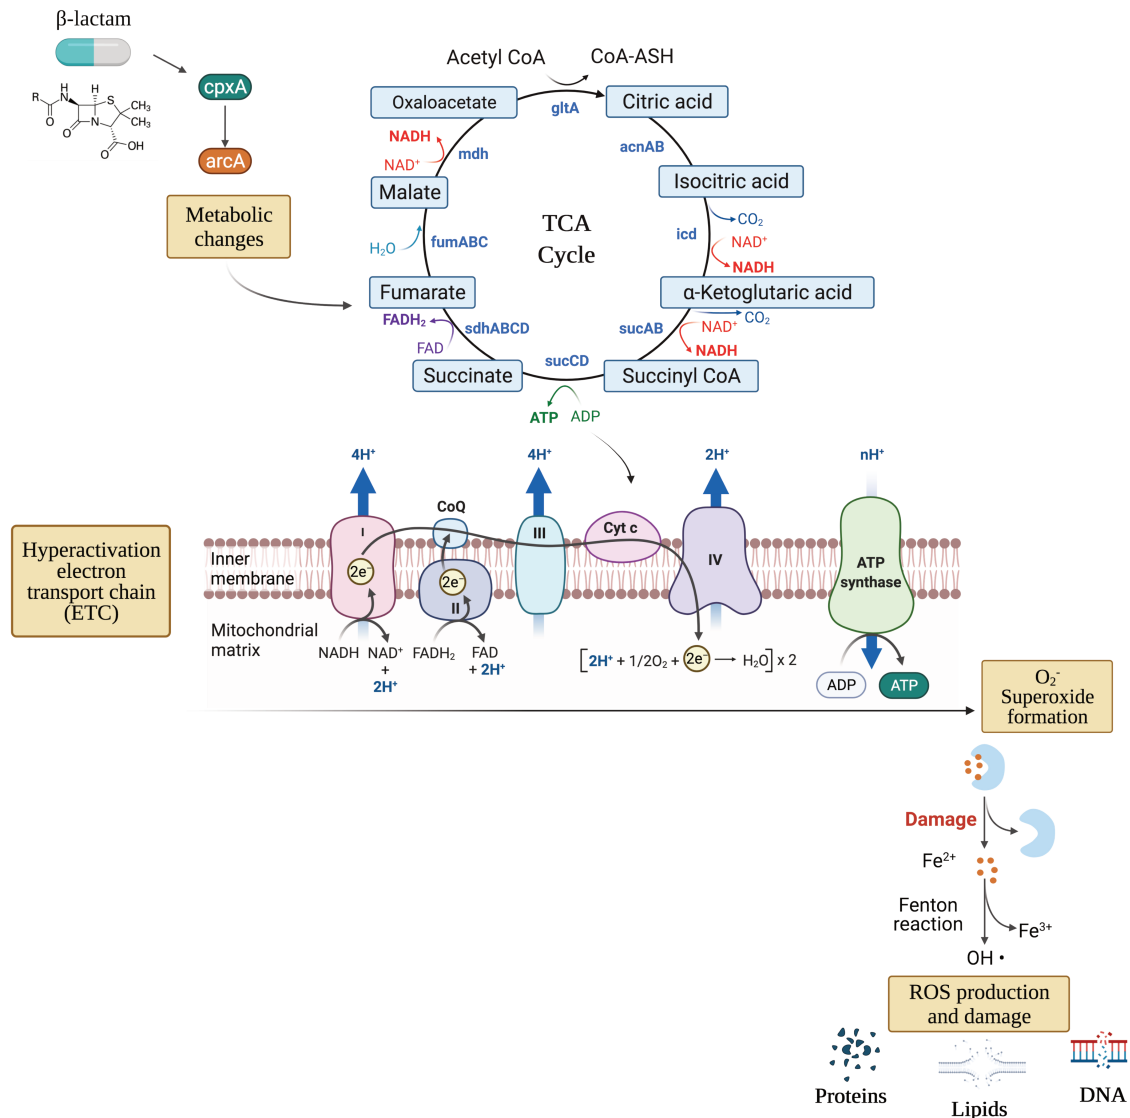 β-lactam
cpxA
arcA
R
H
N
H
S
CH₃
CH₃
N
O
O
O
OH
Metabolic
changes
Acetyl CoA
CoA-ASH
Oxaloacetate
Citric acid
gltA
acnAB
Isocitric acid
CO₂
icd
NAD⁺
NADH
α-Ketoglutaric acid
CO₂
sucAB
NAD⁺
NADH
Succinyl CoA
sucCD
ATP
ADP
Succinate
sdhABCD
FADH₂
FAD
Fumarate
fumABC
H₂O
Malate
mdh
NADH
NAD⁺
TCA
Cycle
4H⁺
4H⁺
2H⁺
nH⁺
Hyperactivation
electron
transport chain
(ETC)
Inner
membrane
Mitochondrial
matrix
I
2e⁻
CoQ
2e⁻
II
III
Cyt c
IV
ATP
synthase
NADH
NAD⁺
+
2H⁺
FADH₂
FAD
+ 2H⁺
[2H⁺ + 1/2O₂ + 2e⁻ → H₂O] x 2
ADP
ATP
O₂⁻
Superoxide
formation
Damage
Fe²⁺
Fenton
reaction
Fe³⁺
OH •
ROS production
and damage
Proteins
Lipids
DNA